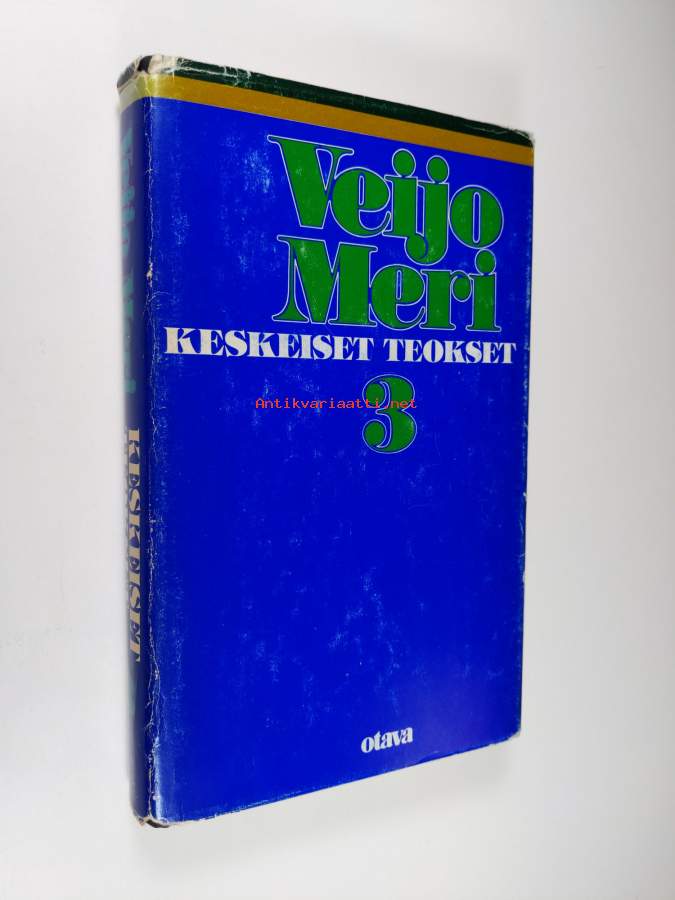 Veijo
Meri
KESKEISET TEOKSET
3
Antikvariaatti.net
otava
KESKEISET